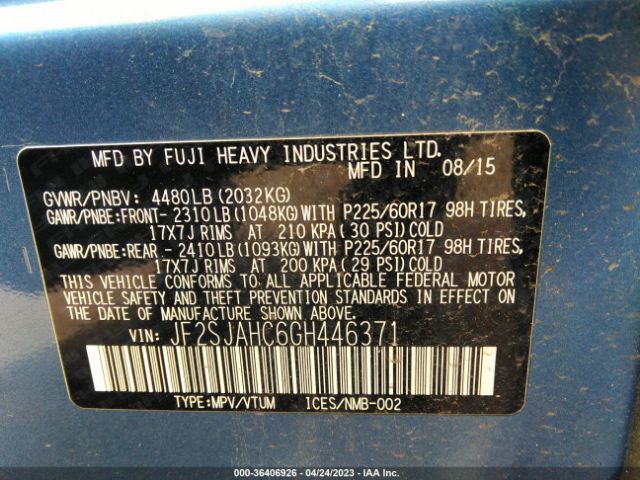 MFD BY FUJI HEAVY INDUSTRIES LTD.
MFD IN 08/15
GVWR/PNBV: 4480LB(2032KG)
GAWR/PNBE:FRONT-2310LB(1048KG)WITH P225/60R17 98H TIRES,
17X7J RIMS AT 210 KPA(30 PSI)COLD
GAWR/PNBE:REAR -2410LB(1093KG)WITH P225/60R17 98H TIRES,
17X7J RIMS AT 200 KPA(29 PSI)COLD
THIS VEHICLE CONFORMS TO ALL APPLICABLE FEDERAL MOTOR
VEHICLE SAFETY AND THEFT PREVENTION STANDARDS IN EFFECT
ON THE DATE OF MANUFACTURE SHOWN ABOVE.
VIN: JF2SJAHC6GH446371
TYPE:MPV/VTUM ICES/NMB-002
000-36406926 - 04/24/2023 - IAA Inc.